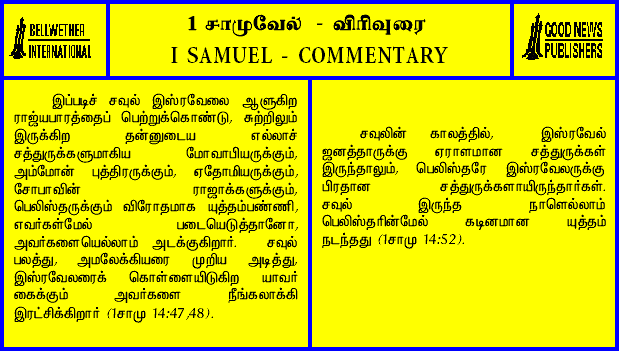 BELLWETHER
INTERNATIONAL
1 சாமுவேல் - விரிவுரை
I SAMUEL - COMMENTARY
GOOD NEWS
PUBLISHERS
இப்படிச் சவுல் இஸ்ரவேலை ஆளுகிற
ராஜ்யபாரத்தைப் பெற்றுக்கொண்டு, சுற்றிலும்
இருக்கிற தன்னுடைய எல்லாச்
சத்துருக்களுமாகிய மோவாபியருக்கும்,
அம்மோன் புத்திரருக்கும், ஏதோமியருக்கும்,
சோபாவின் ராஜாக்களுக்கும்,
பெலிஸ்தருக்கும் விரோதமாக யுத்தம்பண்ணி,
எவர்கள்மேல் படையெடுத்தானோ,
அவர்களையெல்லாம் அடக்குகிறார். சவுல்
பலத்து, அமலேக்கியரை முறிய அடித்து,
இஸ்ரவேலரைக் கொள்ளையிடுகிற யாவர்
கைக்கும் அவர்களை நீங்கலாக்கி
இரட்சிக்கிறார் (1சாமு 14:47,48).
சவுலின் காலத்தில், இஸ்ரவேல்
ஜனத்தாருக்கு ஏராளமான சத்துருக்கள்
இருந்தாலும், பெலிஸ்தரே இஸ்ரவேலருக்கு
பிரதான சத்துருக்களாயிருந்தார்கள்.
சவுல் இருந்த நாளெல்லாம்
பெலிஸ்தரின்மேல் கடினமான யுத்தம்
நடந்தது (1சாமு 14:52).